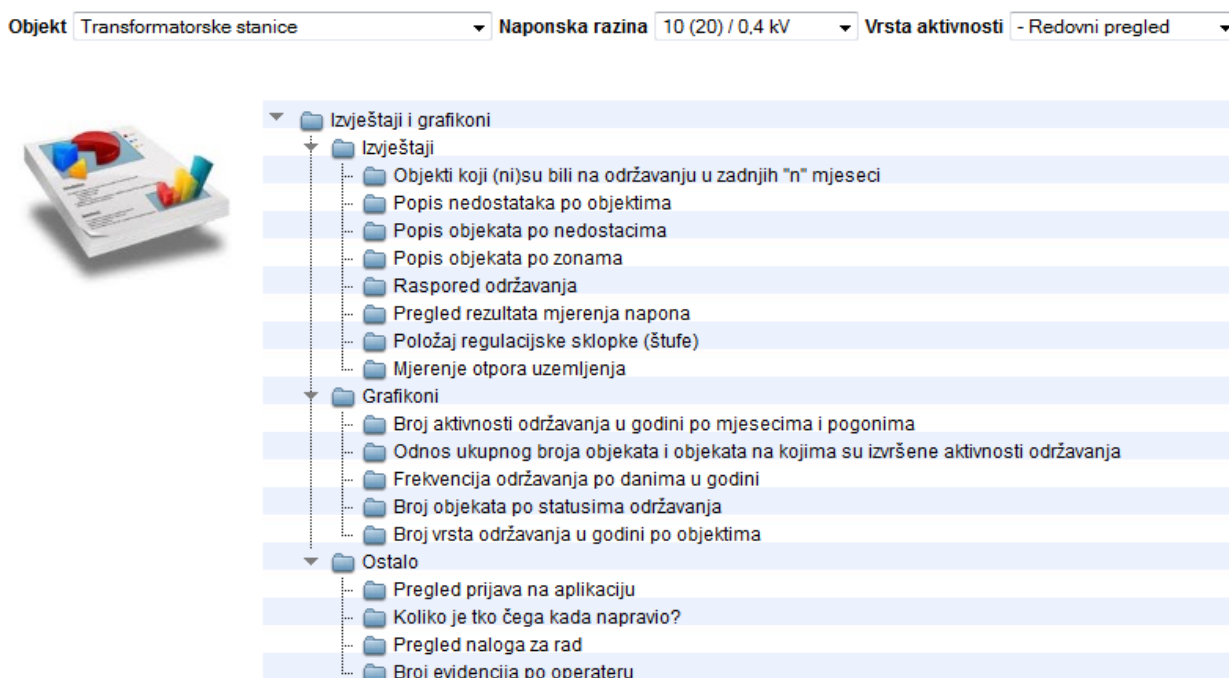 Objekt Transformatorske stanice Naponska razina 10 (20) / 0,4 kV Vrsta aktivnosti - Redovni pregled
Izvještaji i grafikoni
Izvještaji
Objekti koji (ni)su bili na održavanju u zadnjih "n" mjeseci
Popis nedostataka po objektima
Popis objekata po nedostacima
Popis objekata po zonama
Raspored održavanja
Pregled rezultata mjerenja napona
Položaj regulacijske sklopke (štufe)
Mjerenje otpora uzemljenja
Grafikoni
Broj aktivnosti održavanja u godini po mjesecima i pogonima
Odnos ukupnog broja objekata i objekata na kojima su izvršene aktivnosti održavanja
Frekvencija održavanja po danima u godini
Broj objekata po statusima održavanja
Broj vrsta održavanja u godini po objektima
Ostalo
Pregled prijava na aplikaciju
Koliko je tko čega kada napravio?
Pregled naloga za rad
Broj evidencija po operateru